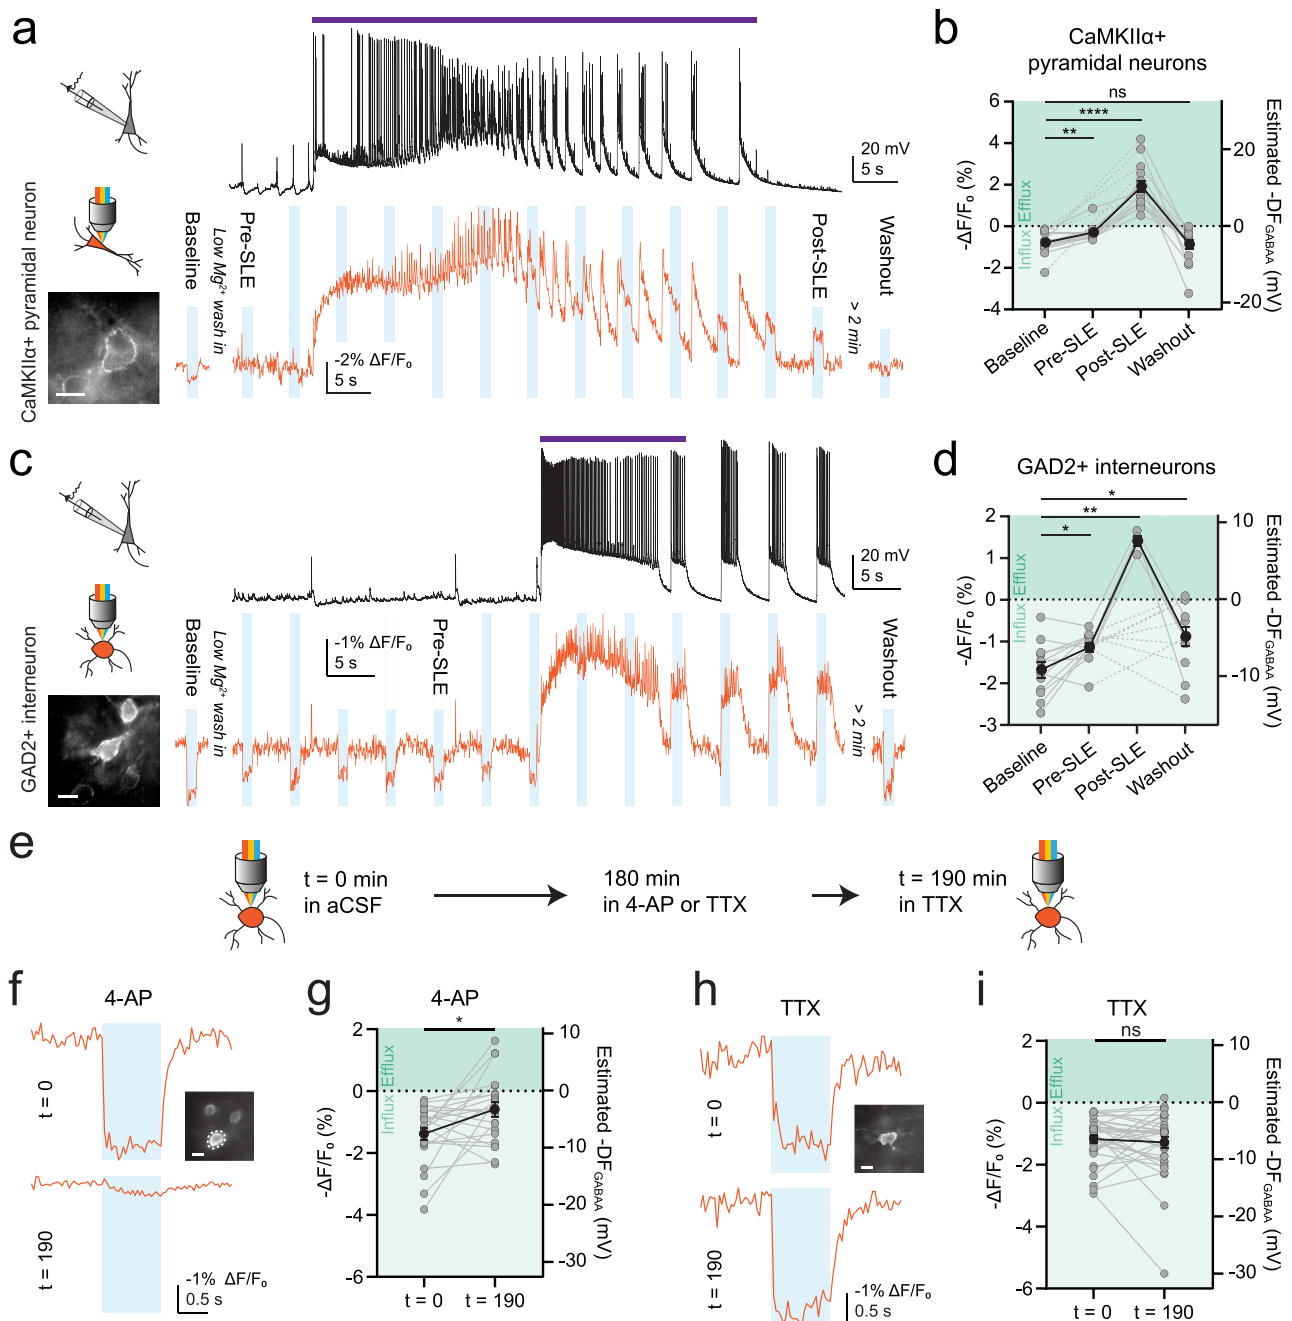 a
CaMKIIα+ pyramidal neuron
20 mV
5 s
Baseline
Low Mg²⁺ wash in
Pre-SLE
Post-SLE
> 2 min
Washout
-2% ΔF/F₀
5 s
b
CaMKIIα+
pyramidal neurons
ns
****
**
6
4
2
0
-2
-4
-ΔF/F₀ (%)
Influx Efflux
20
0
-20
Estimated -DF_GABAA (mV)
Baseline
Pre-SLE
Post-SLE
Washout
c
GAD2+ interneuron
20 mV
5 s
Baseline
Low Mg²⁺ wash in
-1% ΔF/F₀
5 s
Pre-SLE
> 2 min
Washout
d
GAD2+ interneurons
*
**
*
2
1
0
-1
-2
-3
-ΔF/F₀ (%)
Influx Efflux
10
0
-10
Estimated -DF_GABAA (mV)
Baseline
Pre-SLE
Post-SLE
Washout
e
t = 0 min
in aCSF
180 min
in 4-AP or TTX
t = 190 min
in TTX
f
4-AP
t = 0
t = 190
-1% ΔF/F₀
0.5 s
g
4-AP
*
2
0
-2
-4
-6
-ΔF/F₀ (%)
Influx Efflux
10
0
-10
-20
-30
Estimated -DF_GABAA (mV)
t = 0
t = 190
h
TTX
t = 0
t = 190
-1% ΔF/F₀
0.5 s
i
TTX
ns
2
0
-2
-4
-6
-ΔF/F₀ (%)
Influx Efflux
10
0
-10
-20
-30
Estimated -DF_GABAA (mV)
t = 0
t = 190